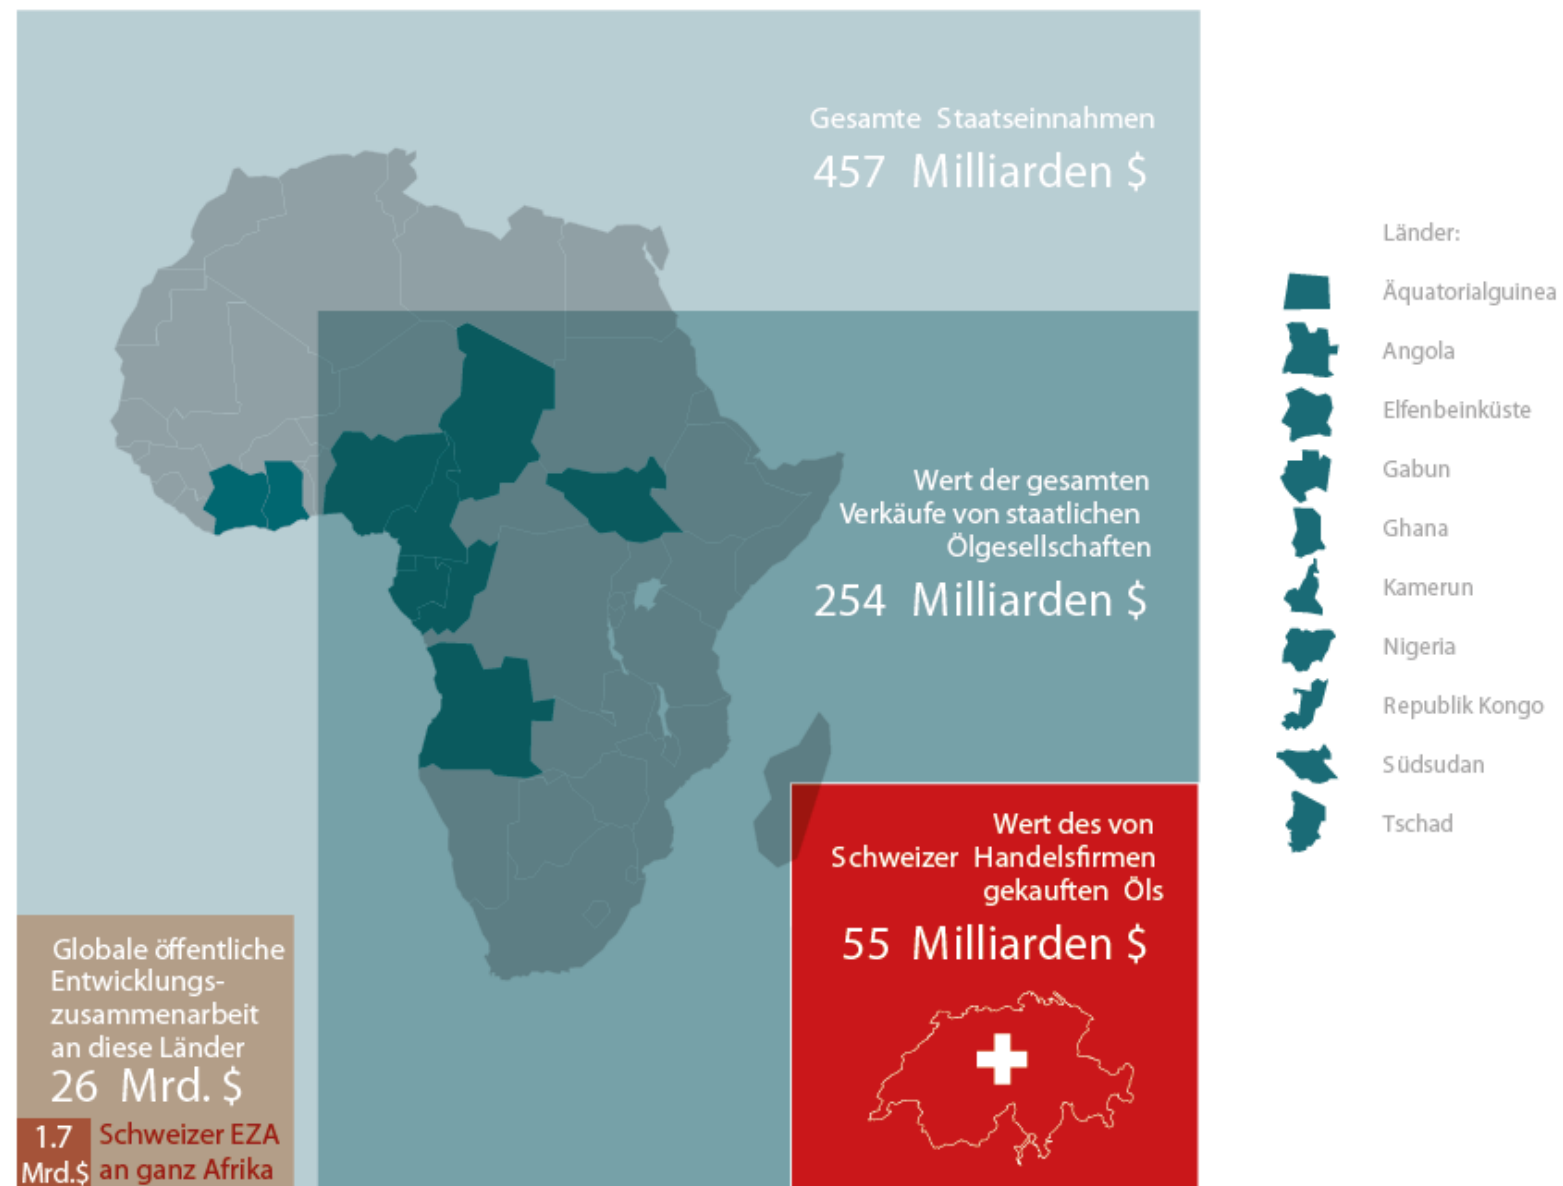 Gesamte Staatseinnahmen
457 Milliarden $
Wert der gesamten
Verkäufe von staatlichen
Ölgesellschaften
254 Milliarden $
Wert des von
Schweizer Handelsfirmen
gekauften Öls
55 Milliarden $
Globale öffentliche
Entwicklungs-
zusammenarbeit
an diese Länder
26 Mrd. $
1.7
Mrd.$
Schweizer EZA
an ganz Afrika
Länder:
Äquatorialguinea
Angola
Elfenbeinküste
Gabun
Ghana
Kamerun
Nigeria
Republik Kongo
Südsudan
Tschad